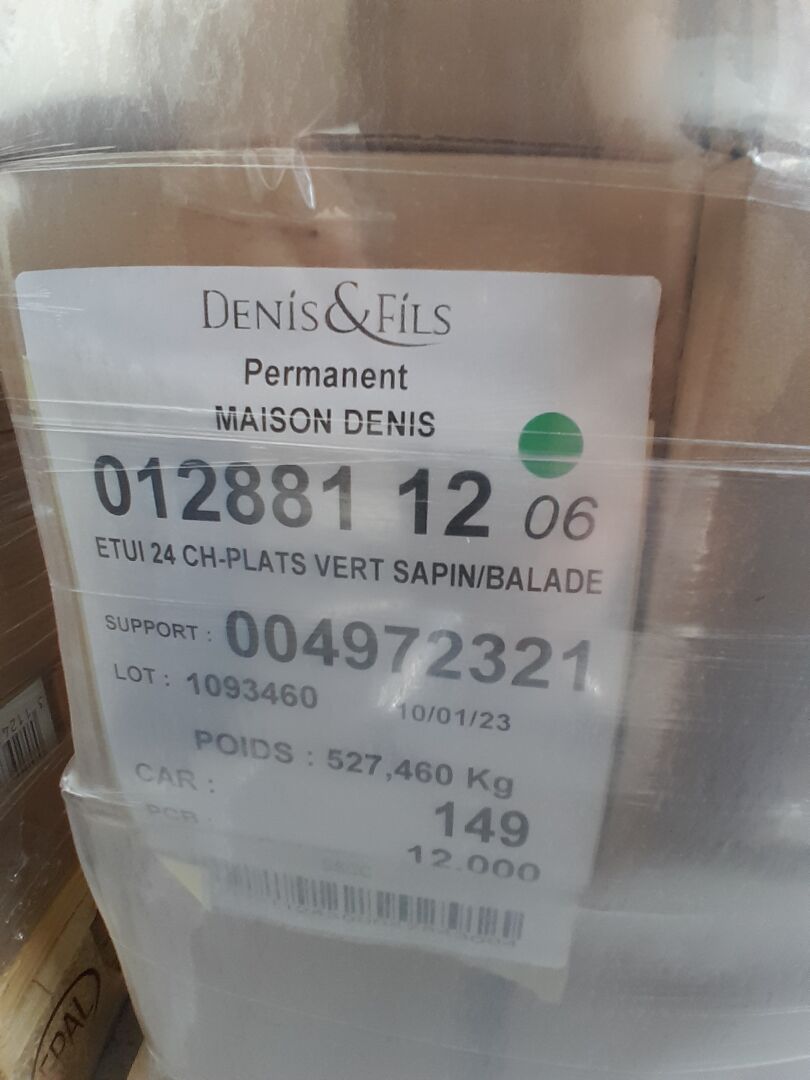 DENIS&FILS
Permanent
MAISON DENIS
012881 12 06
ETUI 24 CH-PLATS VERT SAPIN/BALADE
SUPPORT : 004972321
LOT : 1093460 10/01/23
POIDS : 527,460 Kg
CAR : 149
PCB : 12.000